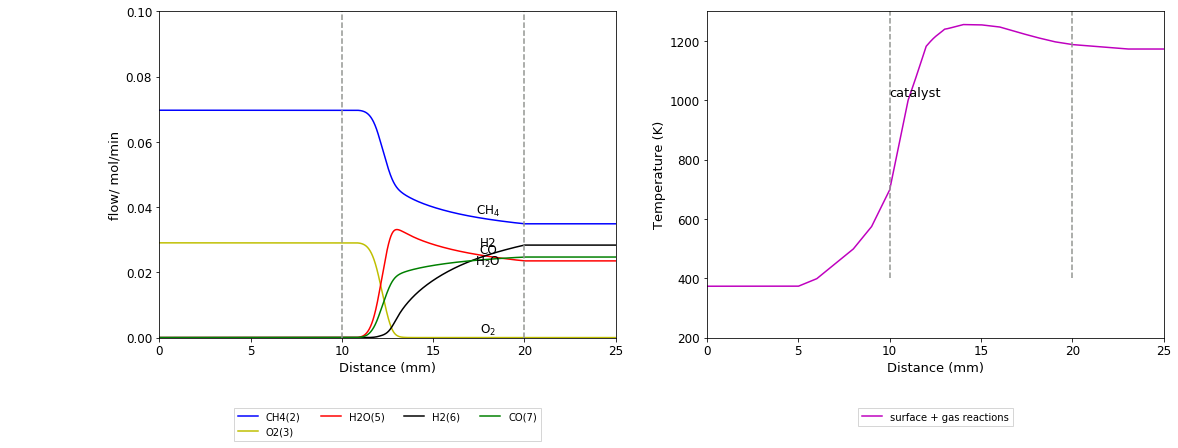 0.10
0.08
0.06
0.04
0.02
0.00
flow/ mol/min
CH4
H2
CO
H2O
O2
0 5 10 15 20 25
Distance (mm)
CH4(2) H2O(5) H2(6) CO(7)
O2(3)
1200
1000
800
600
400
200
Temperature (K)
catalyst
0 5 10 15 20 25
Distance (mm)
surface + gas reactions